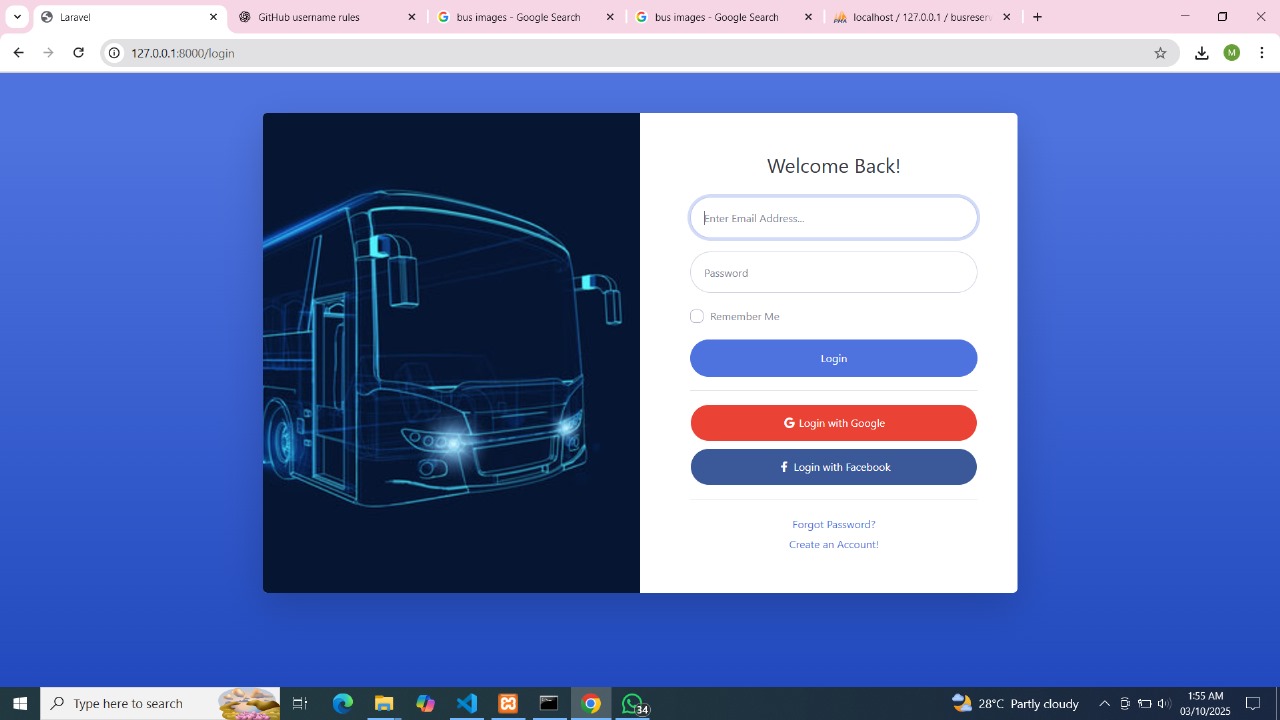 Laravel
GitHub username rules
bus images - Google Search
bus images - Google Search
localhost / 127.0.0.1 / busreserv
127.0.0.1:8000/login
M
Welcome Back!
Enter Email Address...
Password
Remember Me
Login
Login with Google
Login with Facebook
Forgot Password?
Create an Account!
Type here to search
34
28°C Partly cloudy
1:55 AM
03/10/2025